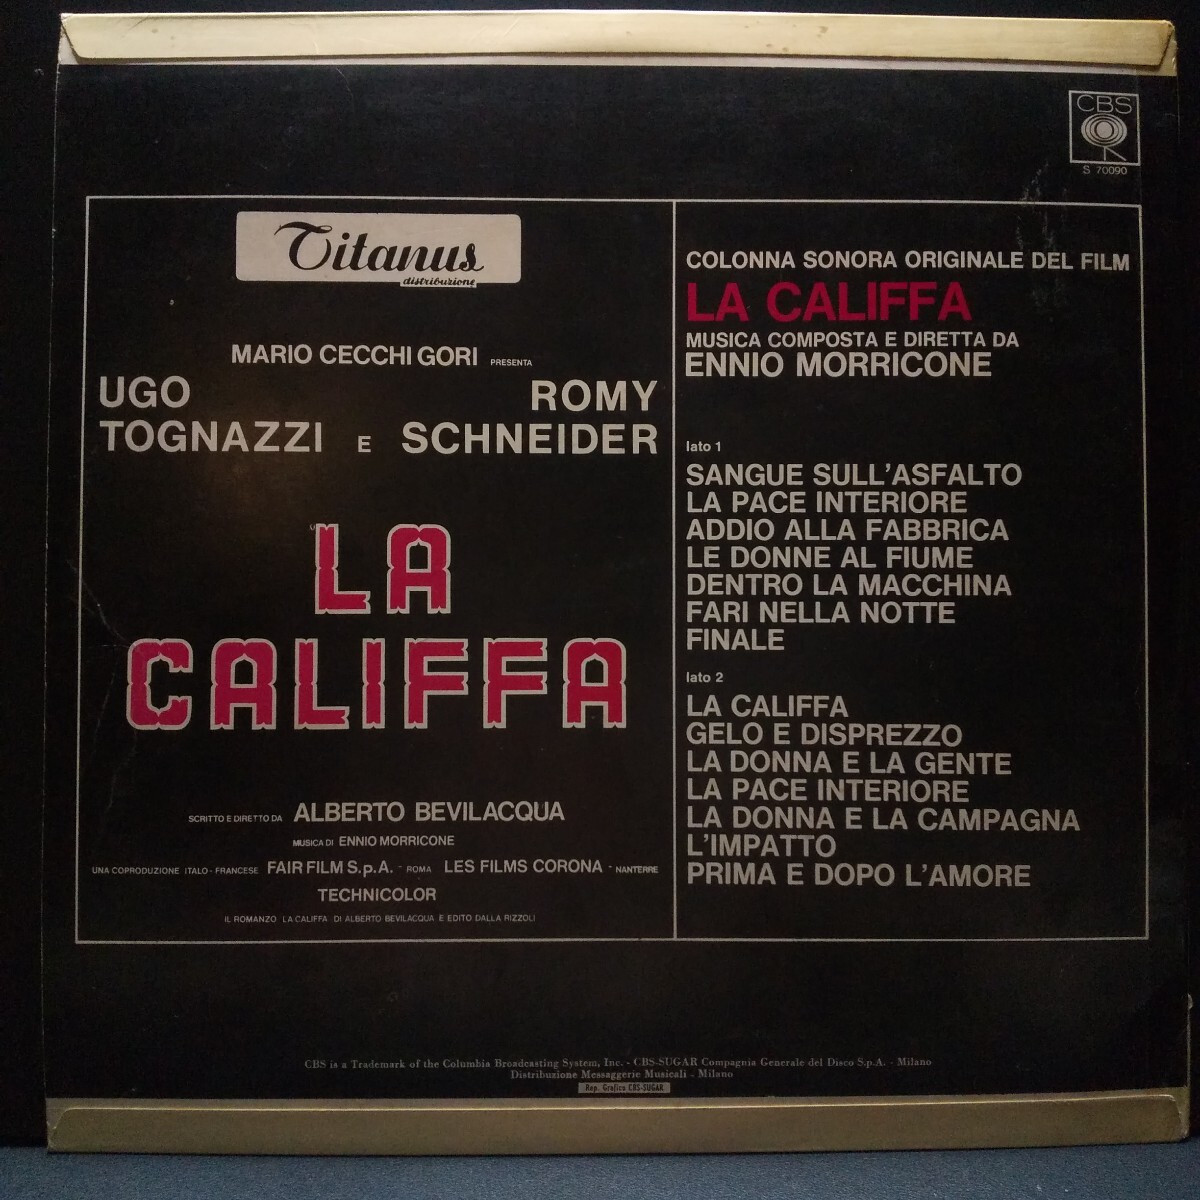 CBS
S 70090
Titanus
distribuzione
MARIO CECCHI GORI PRESENTA
UGO ROMY
TOGNAZZI E SCHNEIDER
LA
CALIFFA
SCRITTO E DIRETTO DA ALBERTO BEVILACQUA
MUSICA DI ENNIO MORRICONE
UNA COPRODUZIONE ITALO - FRANCESE FAIR FILM S.p.A. - ROMA LES FILMS CORONA - NANTERRE
TECHNICOLOR
IL ROMANZO LA CALIFFA DI ALBERTO BEVILACQUA E EDITO DALLA RIZZOLI
COLONNA SONORA ORIGINALE DEL FILM
LA CALIFFA
MUSICA COMPOSTA E DIRETTA DA
ENNIO MORRICONE
lato 1
SANGUE SULL'ASFALTO
LA PACE INTERIORE
ADDIO ALLA FABBRICA
LE DONNE AL FIUME
DENTRO LA MACCHINA
FARI NELLA NOTTE
FINALE
lato 2
LA CALIFFA
GELO E DISPREZZO
LA DONNA E LA GENTE
LA PACE INTERIORE
LA DONNA E LA CAMPAGNA
L'IMPATTO
PRIMA E DOPO L'AMORE
CBS is a Trademark of the Columbia Broadcasting System, Inc. - CBS-SUGAR Compagnia Generale del Disco S.p.A. - Milano
Distribuzione Messaggerie Musicali - Milano
Rep. Grafico CBS-SUGAR